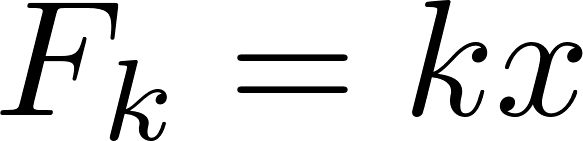 F_k = kx